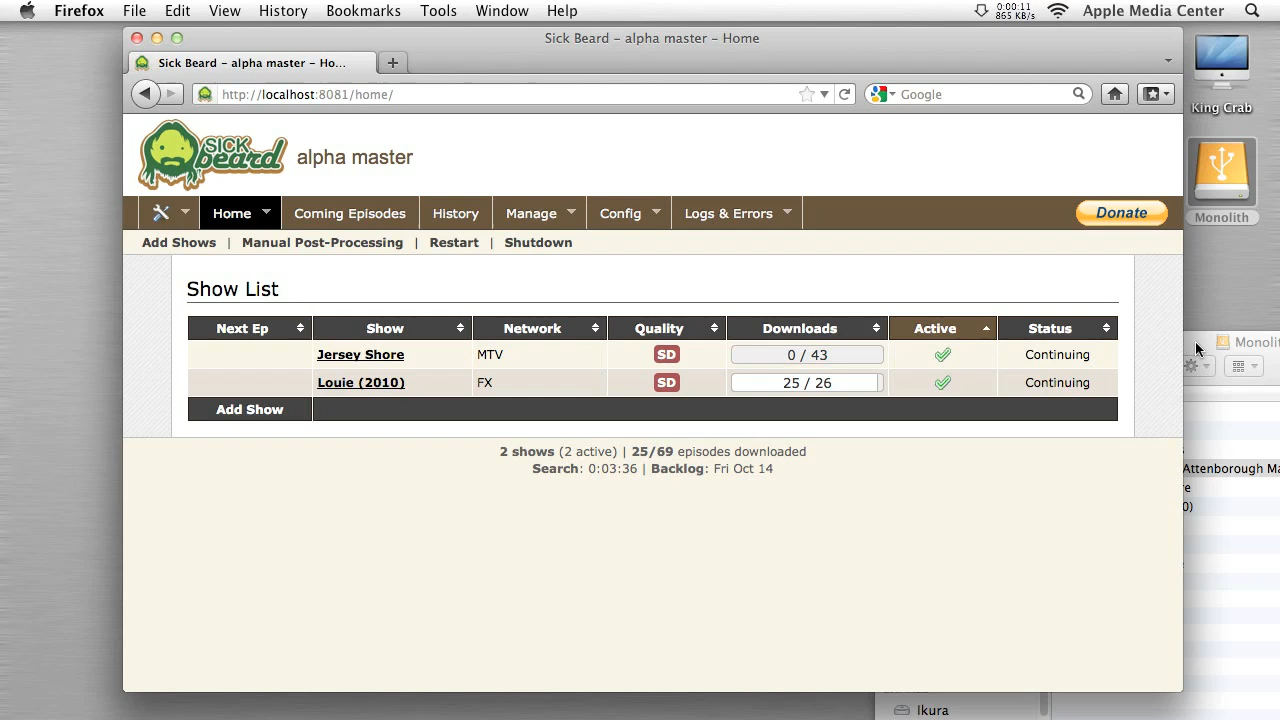 Firefox File Edit View History Bookmarks Tools Window Help 0:00:11 865 KB/s Apple Media Center
Sick Beard – alpha master – Home
Sick Beard – alpha master – Ho...
http://localhost:8081/home/ Google
King Crab
SICK beard alpha master
Monolith
Home Coming Episodes History Manage Config Logs & Errors Donate
Add Shows | Manual Post-Processing | Restart | Shutdown
Show List
Next Ep Show Network Quality Downloads Active Status
Jersey Shore MTV SD 0 / 43 Continuing
Louie (2010) FX SD 25 / 26 Continuing
Add Show
2 shows (2 active) | 25/69 episodes downloaded
Search: 0:03:36 | Backlog: Fri Oct 14
Monolit
Attenborough Ma
re
0)
Ikura